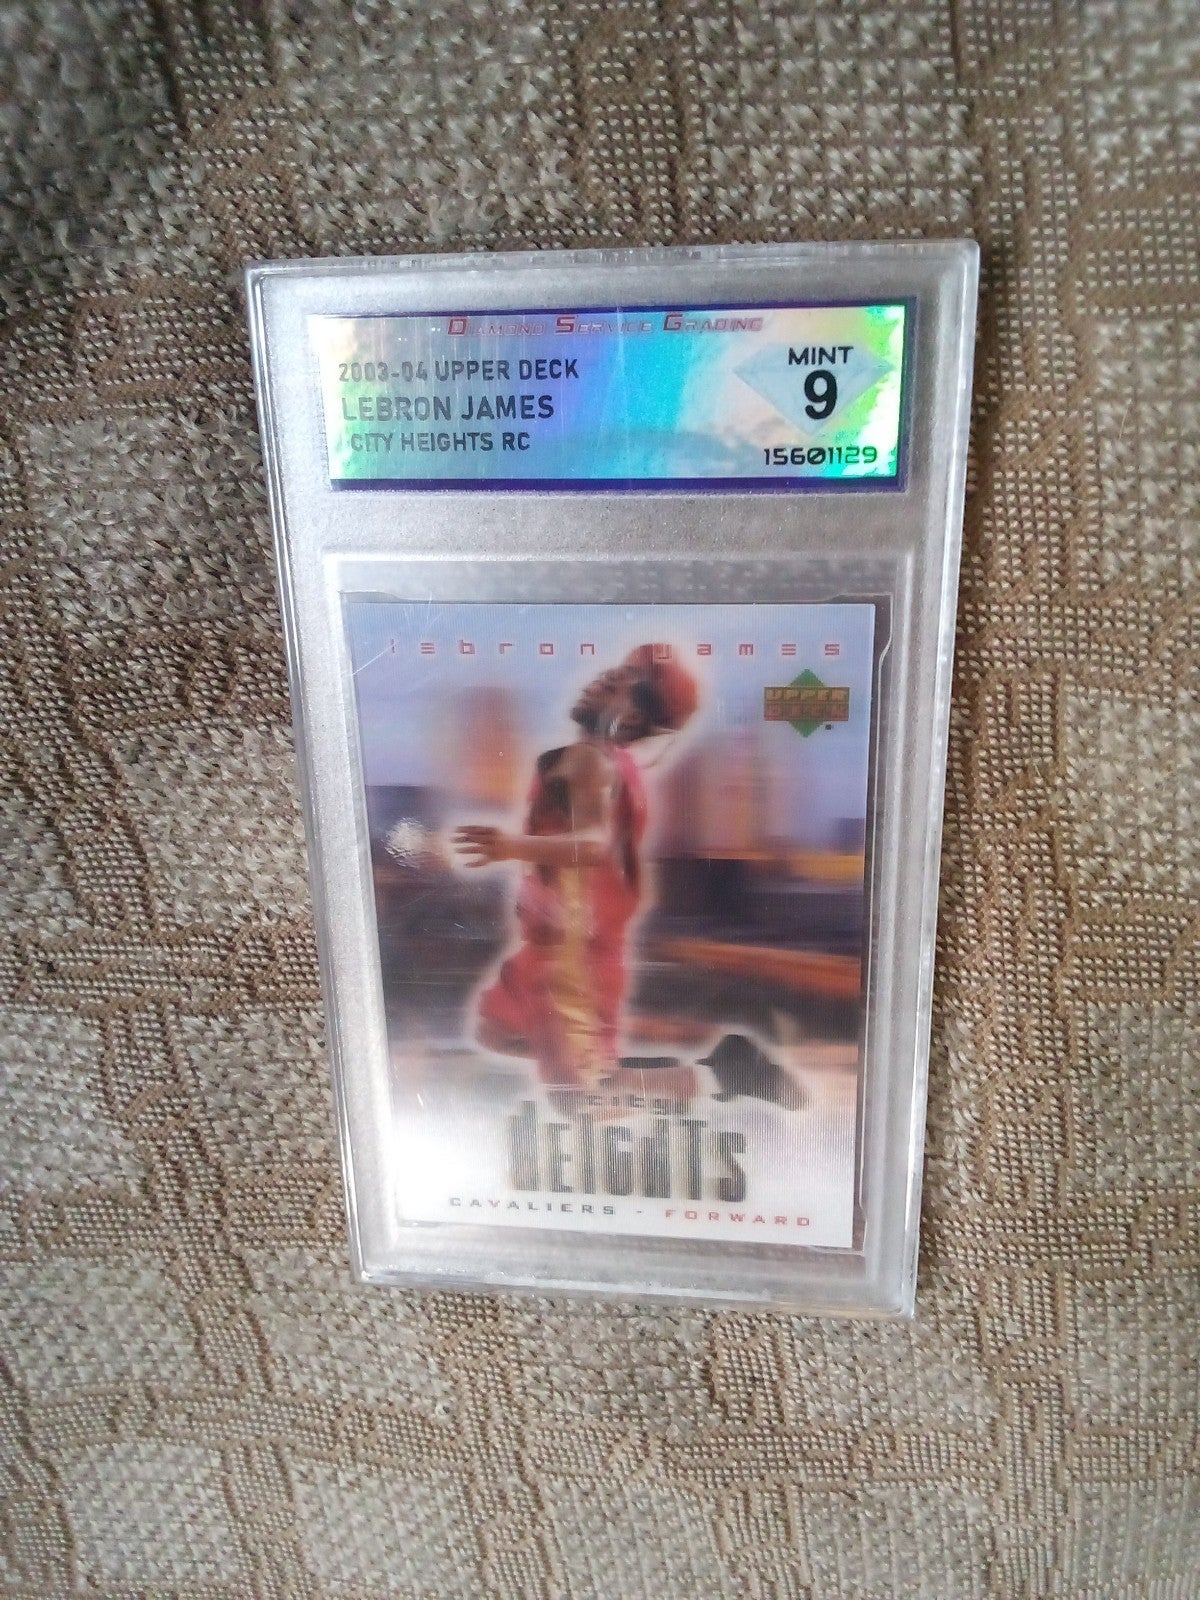 DIAMOND SERVICE GRADING
2003-04 UPPER DECK
LEBRON JAMES
CITY HEIGHTS RC
MINT
9
15601129
lebron james
UPPER
DECK
city
HEIGHTS
CAVALIERS - FORWARD